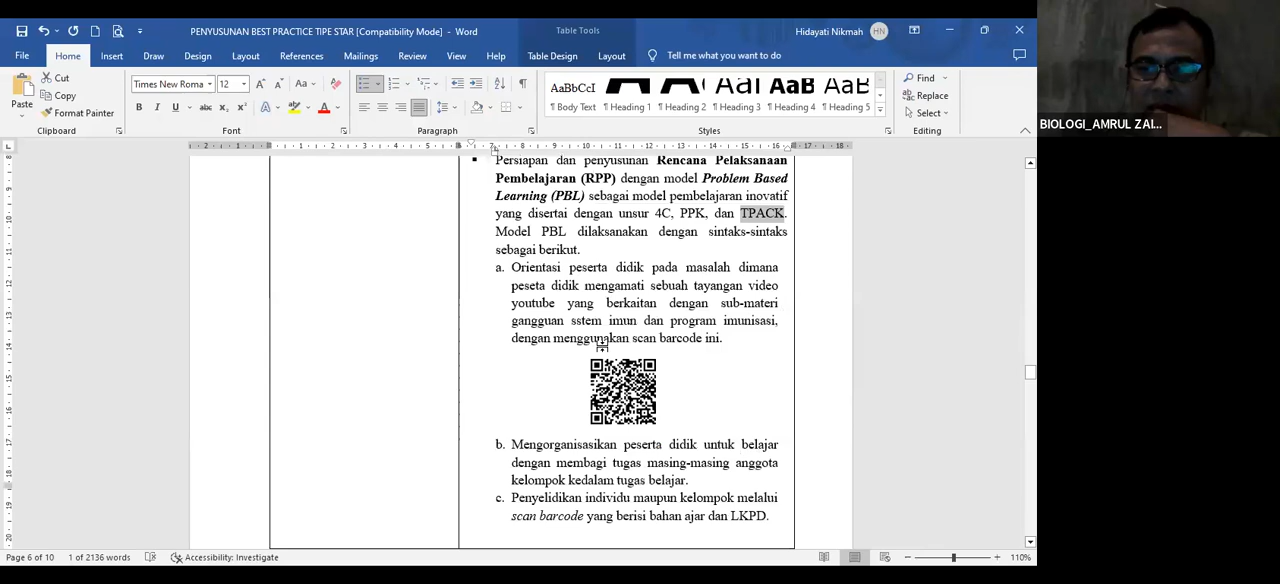 PENYUSUNAN BEST PRACTICE TIPE STAR [Compatibility Mode] - Word
Table Tools
Hidayati Nikmah
HN
File Home Insert Draw Design Layout References Mailings Review View Help Table Design Layout Tell me what you want to do
Paste
Cut
Copy
Format Painter
Clipboard
Times New Roma 12
Font
Paragraph
AaBbCcI
¶ Body Text ¶ Heading 1 ¶ Heading 2 ¶ Heading 3 ¶ Heading 4 ¶ Heading 5
Styles
Find
Replace
Select
Editing
BIOLOGI_AMRUL ZAI...
Persiapan dan penyusunan Rencana Pelaksanaan
Pembelajaran (RPP) dengan model Problem Based
Learning (PBL) sebagai model pembelajaran inovatif
yang disertai dengan unsur 4C, PPK, dan TPACK.
Model PBL dilaksanakan dengan sintaks-sintaks
sebagai berikut.
a. Orientasi peserta didik pada masalah dimana
peseta didik mengamati sebuah tayangan video
youtube yang berkaitan dengan sub-materi
gangguan sstem imun dan program imunisasi,
dengan menggunakan scan barcode ini.
b. Mengorganisasikan peserta didik untuk belajar
dengan membagi tugas masing-masing anggota
kelompok kedalam tugas belajar.
c. Penyelidikan individu maupun kelompok melalui
scan barcode yang berisi bahan ajar dan LKPD.
Page 6 of 10 1 of 2136 words Accessibility: Investigate 110%